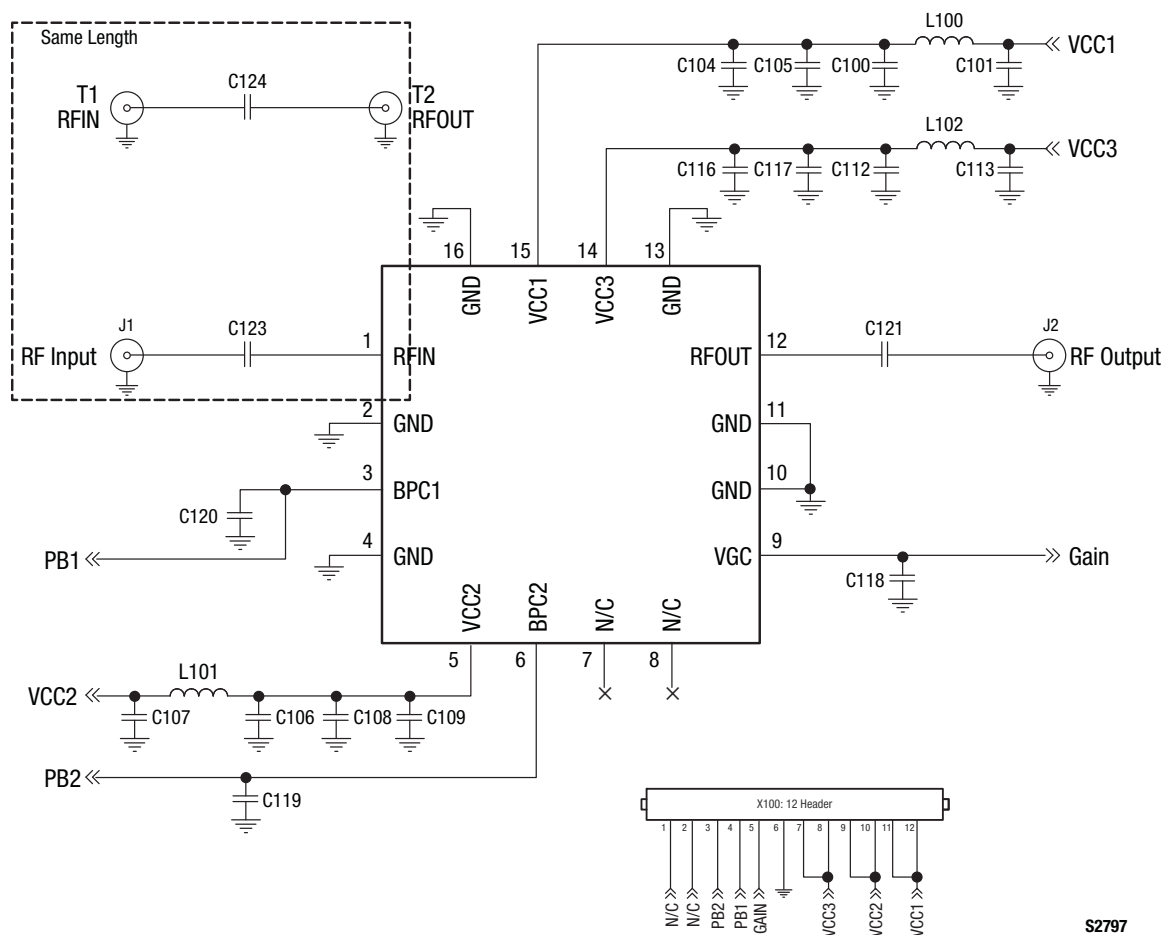 Same Length
T1
RFIN
C124
T2
RFOUT
L100
C104
C105
C100
C101
VCC1
L102
C116
C117
C112
C113
VCC3
16
15
14
13
GND
VCC1
VCC3
GND
J1
RF Input
C123
1
RFIN
RFOUT
12
C121
J2
RF Output
2
GND
11
GND
3
BPC1
10
GND
C120
PB1
4
GND
9
VGC
Gain
C118
VCC2
BPC2
N/C
N/C
5
6
7
8
VCC2
L101
C107
C106
C108
C109
PB2
C119
X100: 12 Header
1 2 3 4 5 6 7 8 9 10 11 12
N/C
N/C
PB2
PB1
GAIN
VCC3
VCC2
VCC1
S2797